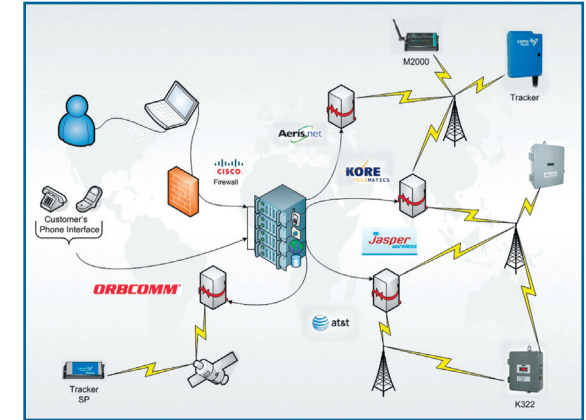 M2000
Tracker
Aeris.net
CISCO
Firewall
KORE
TELEMATICS
Customer's
Phone Interface
Jasper
wireless
ORBCOMM
at&t
Tracker
SP
K322